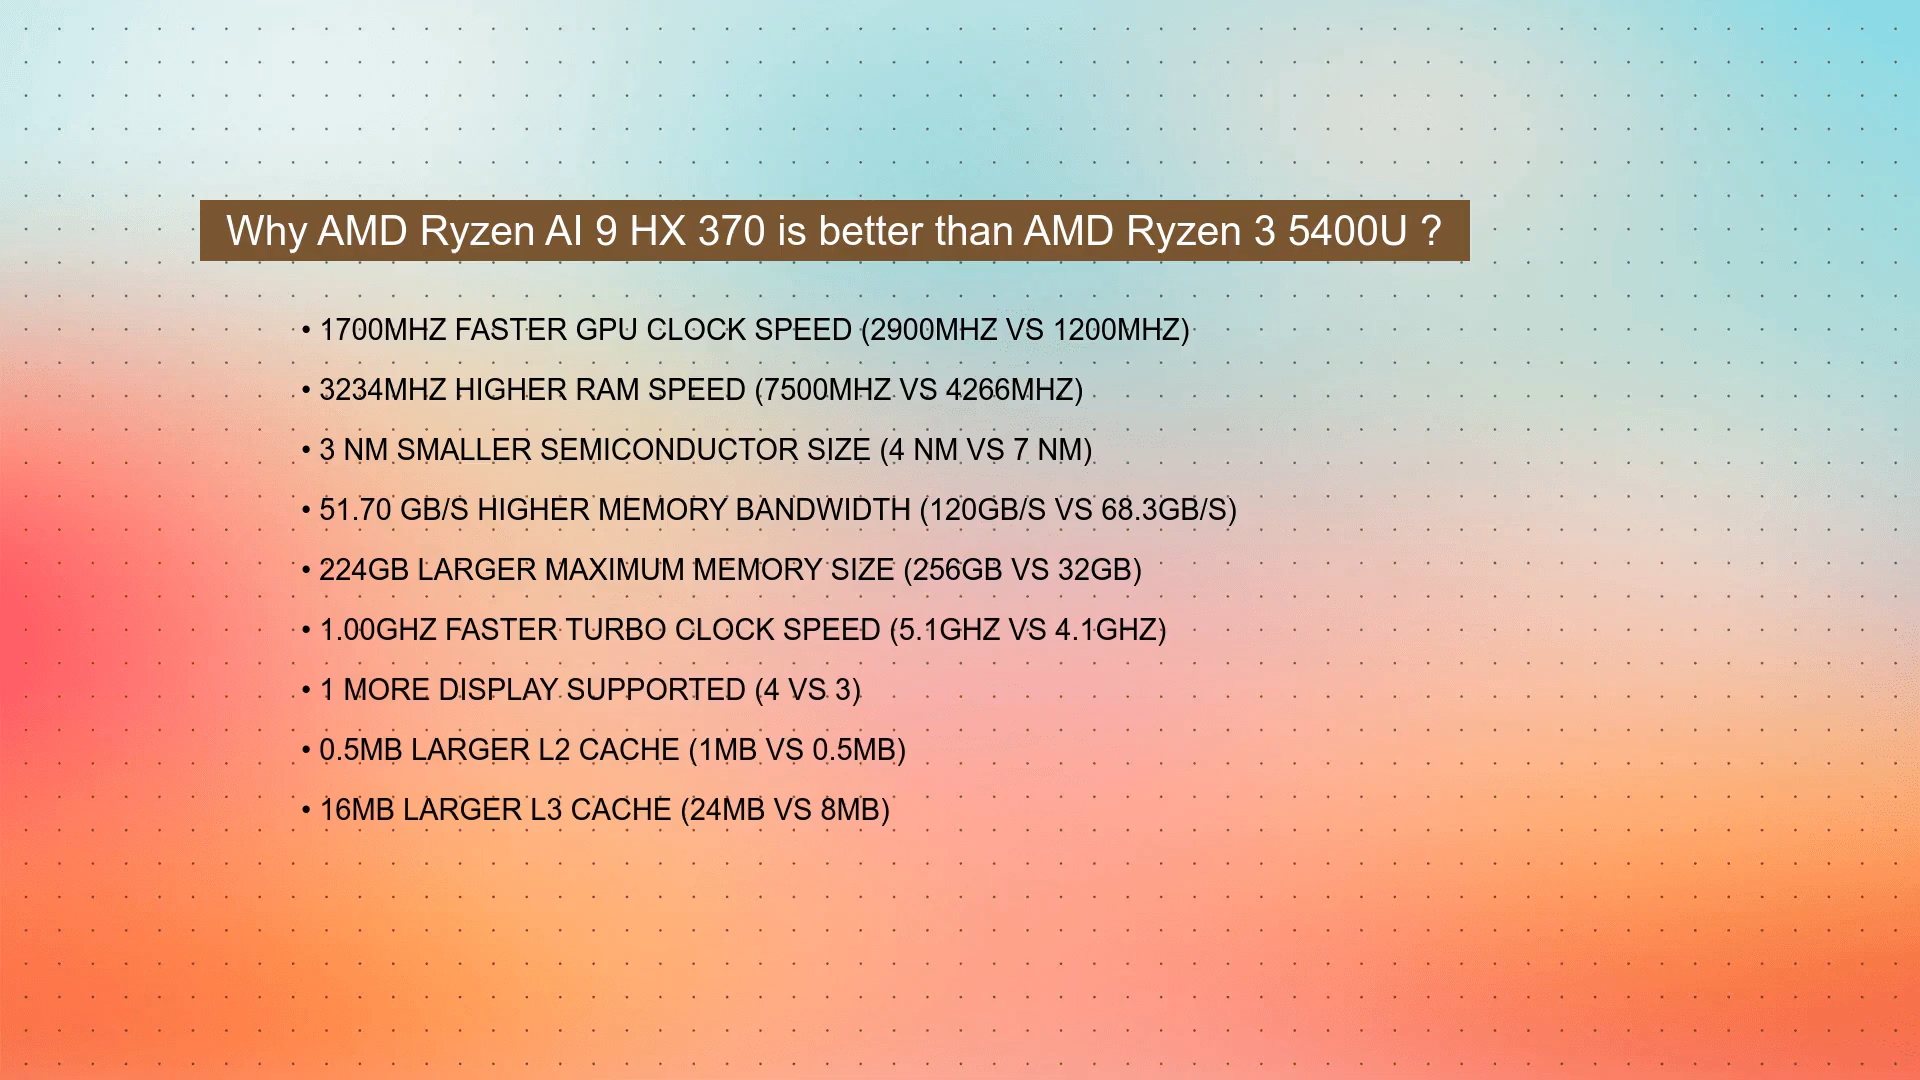 Why AMD Ryzen AI 9 HX 370 is better than AMD Ryzen 3 5400U ?
• 1700MHZ FASTER GPU CLOCK SPEED (2900MHZ VS 1200MHZ)
• 3234MHZ HIGHER RAM SPEED (7500MHZ VS 4266MHZ)
• 3 NM SMALLER SEMICONDUCTOR SIZE (4 NM VS 7 NM)
• 51.70 GB/S HIGHER MEMORY BANDWIDTH (120GB/S VS 68.3GB/S)
• 224GB LARGER MAXIMUM MEMORY SIZE (256GB VS 32GB)
• 1.00GHZ FASTER TURBO CLOCK SPEED (5.1GHZ VS 4.1GHZ)
• 1 MORE DISPLAY SUPPORTED (4 VS 3)
• 0.5MB LARGER L2 CACHE (1MB VS 0.5MB)
• 16MB LARGER L3 CACHE (24MB VS 8MB)